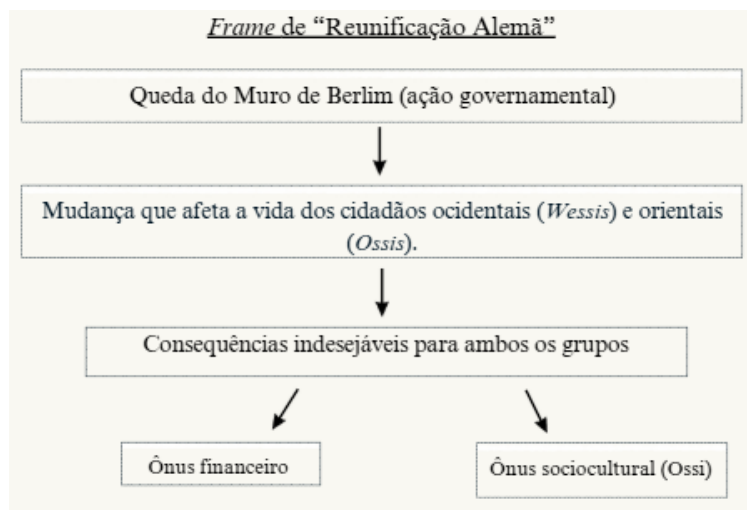 Frame de “Reunificação Alemã”
Queda do Muro de Berlim (ação governamental)
Mudança que afeta a vida dos cidadãos ocidentais (Wessis) e orientais
(Ossis).
Consequências indesejáveis para ambos os grupos
Ônus financeiro
Ônus sociocultural (Ossi)